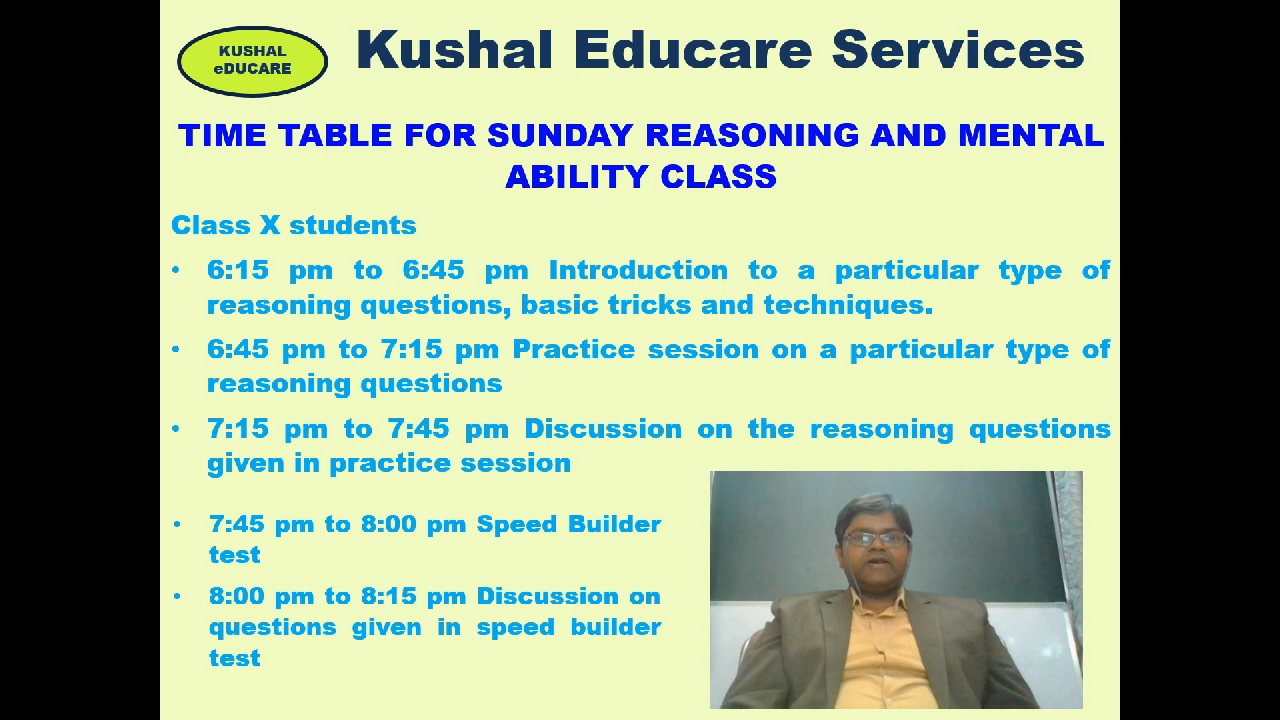 KUSHAL
eDUCARE
Kushal Educare Services
TIME TABLE FOR SUNDAY REASONING AND MENTAL
ABILITY CLASS
Class X students
• 6:15 pm to 6:45 pm Introduction to a particular type of
reasoning questions, basic tricks and techniques.
• 6:45 pm to 7:15 pm Practice session on a particular type of
reasoning questions
• 7:15 pm to 7:45 pm Discussion on the reasoning questions
given in practice session
• 7:45 pm to 8:00 pm Speed Builder
test
• 8:00 pm to 8:15 pm Discussion on
questions given in speed builder
test